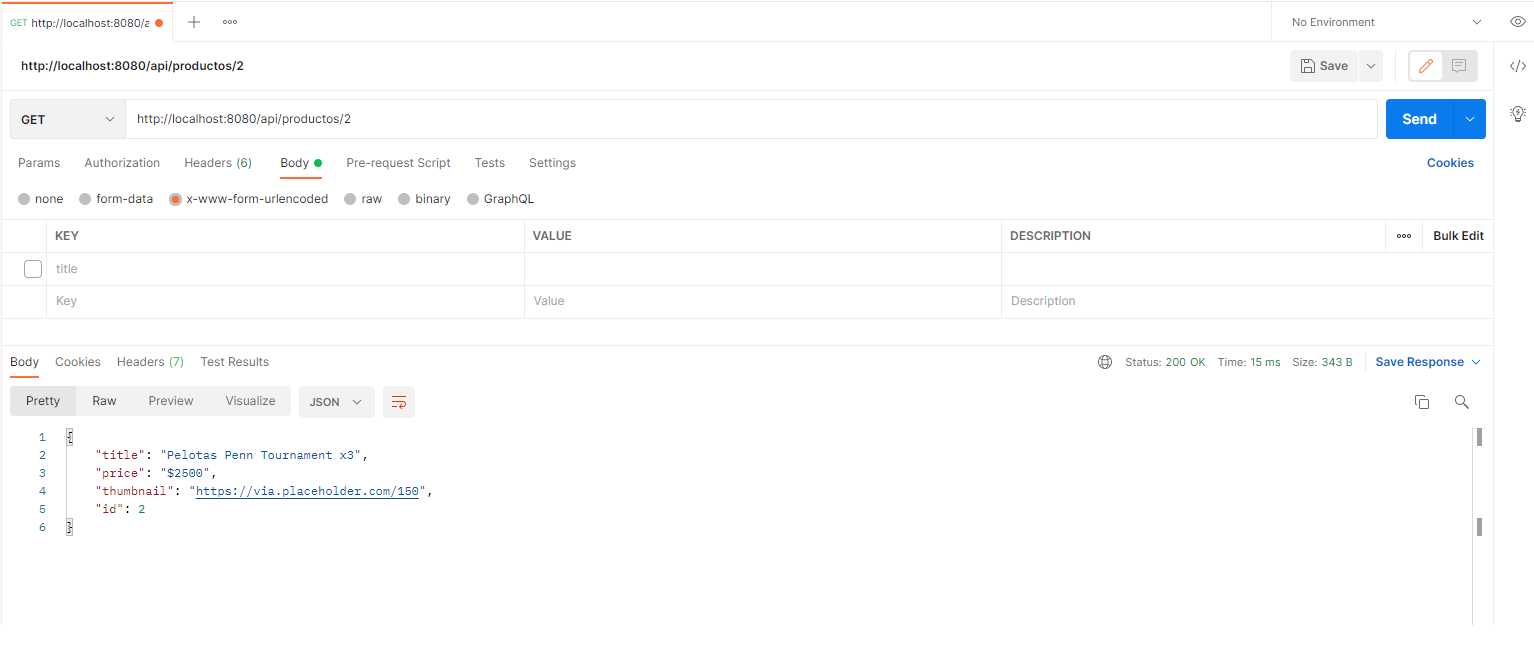 GET http://localhost:8080/a No Environment
http://localhost:8080/api/productos/2 Save
GET http://localhost:8080/api/productos/2 Send
Params Authorization Headers (6) Body Pre-request Script Tests Settings Cookies
none form-data x-www-form-urlencoded raw binary GraphQL
KEY VALUE DESCRIPTION Bulk Edit
title
Key Value Description
Body Cookies Headers (7) Test Results Status: 200 OK Time: 15 ms Size: 343 B Save Response
Pretty Raw Preview Visualize JSON
1 {
2 "title": "Pelotas Penn Tournament x3",
3 "price": "$2500",
4 "thumbnail": "https://via.placeholder.com/150",
5 "id": 2
6 }